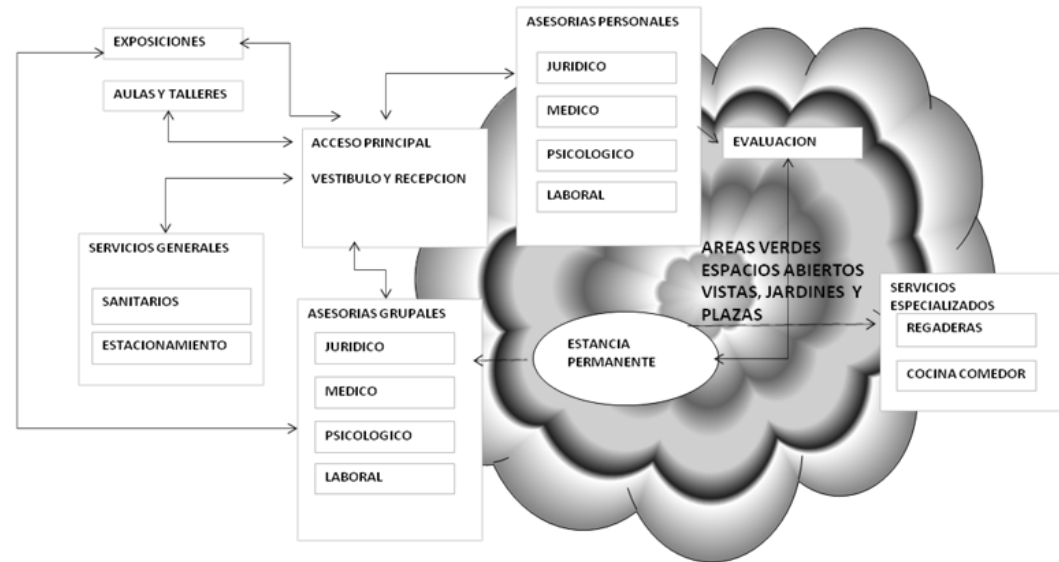 EXPOSICIONES
AULAS Y TALLERES
ACCESO PRINCIPAL
VESTIBULO Y RECEPCION
SERVICIOS GENERALES
SANITARIOS
ESTACIONAMIENTO
ASESORIAS PERSONALES
JURIDICO
MEDICO
PSICOLOGICO
LABORAL
EVALUACION
AREAS VERDES
ESPACIOS ABIERTOS
VISTAS, JARDINES Y
PLAZAS
SERVICIOS
ESPECIALIZADOS
REGADERAS
COCINA COMEDOR
ESTANCIA
PERMANENTE
ASESORIAS GRUPALES
JURIDICO
MEDICO
PSICOLOGICO
LABORAL